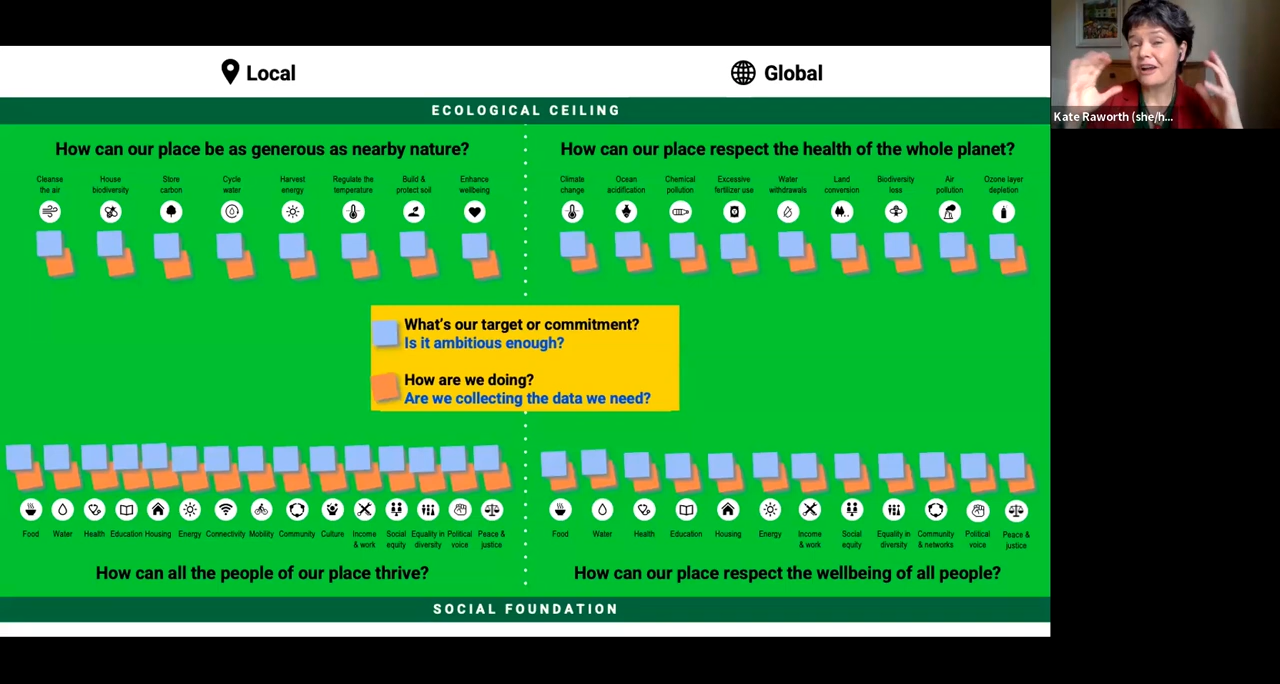 Local
Global
ECOLOGICAL CEILING
How can our place be as generous as nearby nature?
Cleanse
the air
House
biodiversity
Store
carbon
Cycle
water
Harvest
energy
Regulate the
temperature
Build &
protect soil
Enhance
wellbeing
How can our place respect the health of the whole planet?
Climate
change
Ocean
acidification
Chemical
pollution
Excessive
fertilizer use
Water
withdrawals
Land
conversion
Biodiversity
loss
Air
pollution
Ozone layer
depletion
What's our target or commitment?
Is it ambitious enough?
How are we doing?
Are we collecting the data we need?
Food
Water
Health
Education
Housing
Energy
Connectivity
Mobility
Community
Culture
Income
& work
Social
equity
Equality in
diversity
Political
voice
Peace &
justice
How can all the people of our place thrive?
Food
Water
Health
Education
Housing
Energy
Income
& work
Social
equity
Equality in
diversity
Community
& networks
Political
voice
Peace &
justice
How can our place respect the wellbeing of all people?
SOCIAL FOUNDATION
Kate Raworth (she/h...